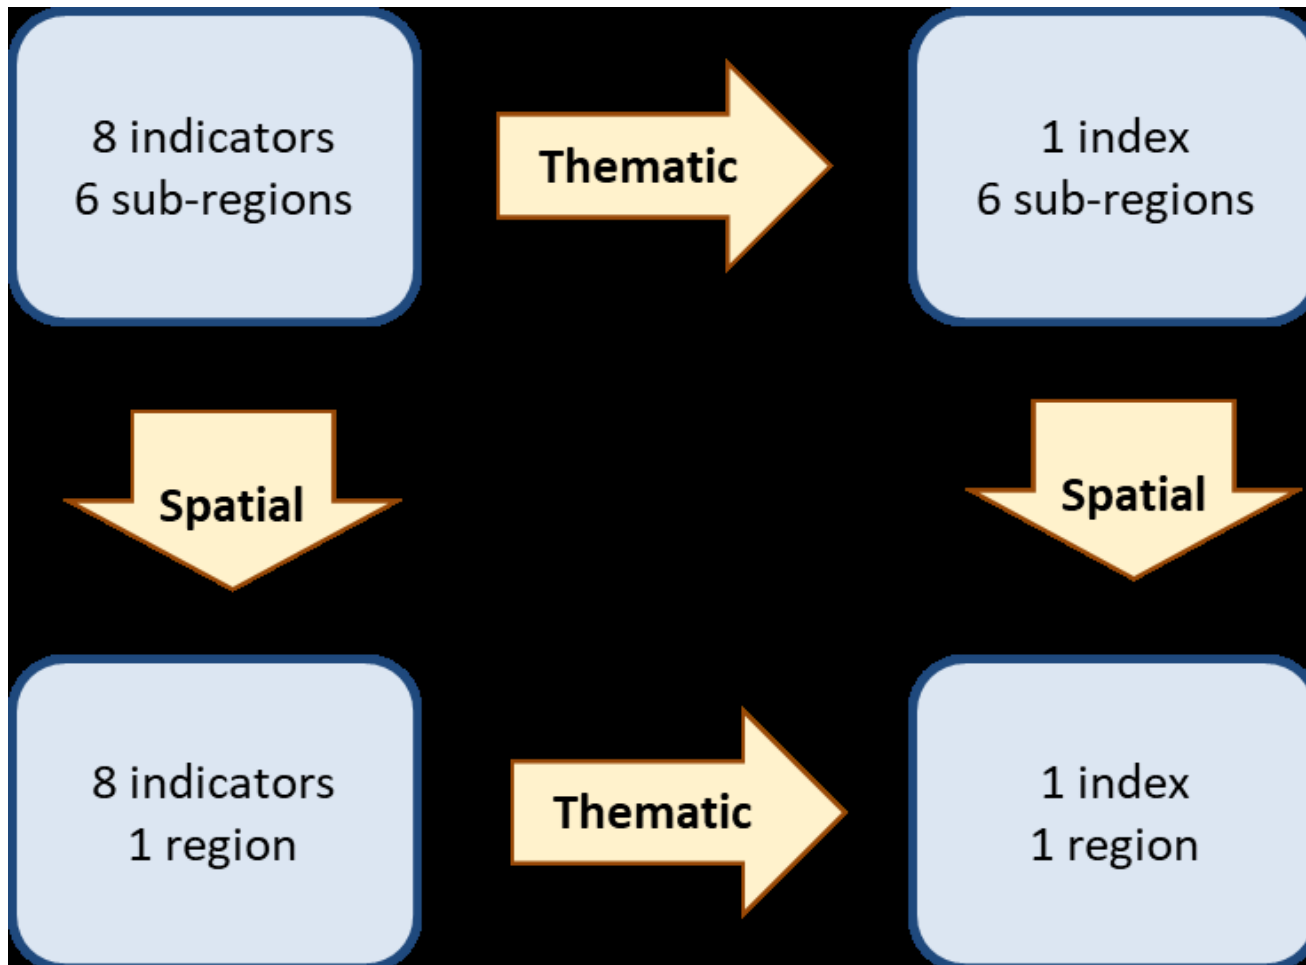 8 indicators
6 sub-regions
Thematic
1 index
6 sub-regions
Spatial
Spatial
8 indicators
1 region
Thematic
1 index
1 region